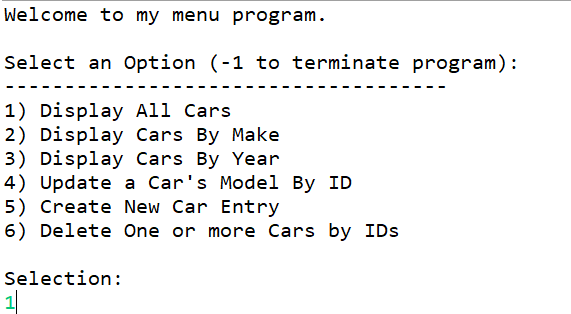 Welcome to my menu program.
Select an Option (-1 to terminate program):
-------------------------------------
1) Display All Cars
2) Display Cars By Make
3) Display Cars By Year
4) Update a Car's Model By ID
5) Create New Car Entry
6) Delete One or more Cars by IDs
Selection:
1